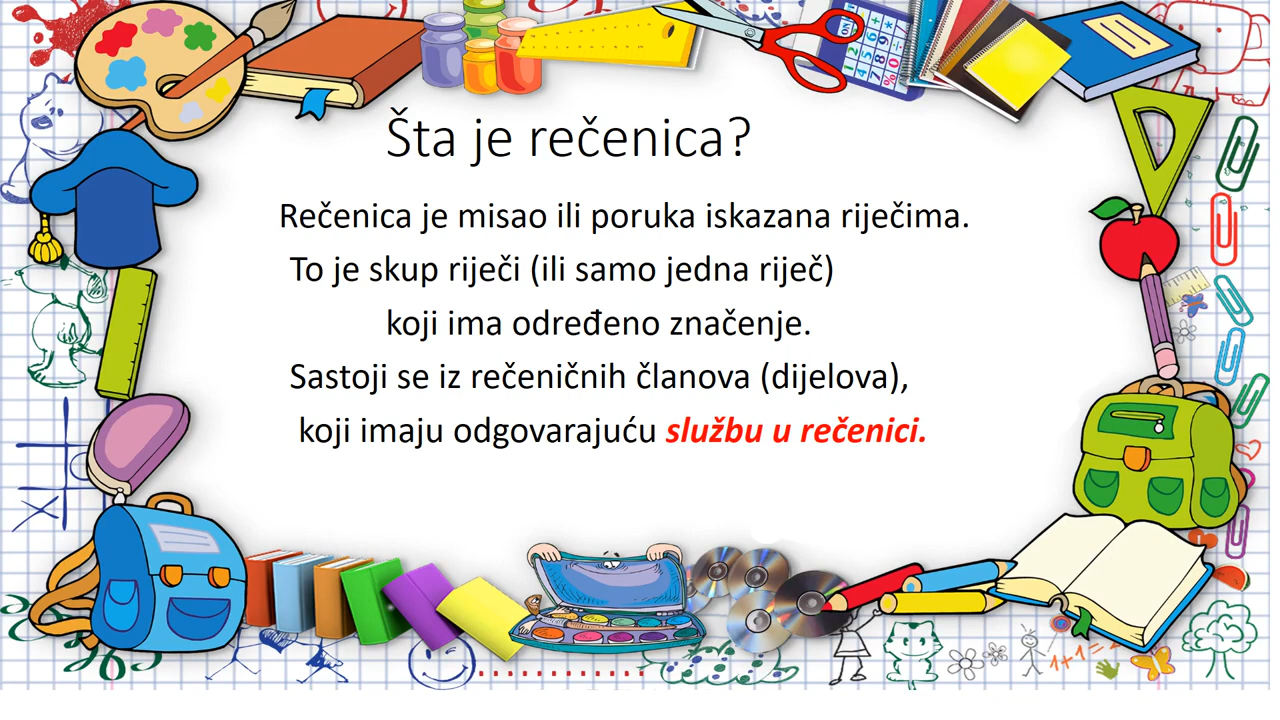 Šta je rečenica?
Rečenica je misao ili poruka iskazana riječima.
To je skup riječi (ili samo jedna riječ)
koji ima određeno značenje.
Sastoji se iz rečeničnih članova (dijelova),
koji imaju odgovarajuću službu u rečenici.